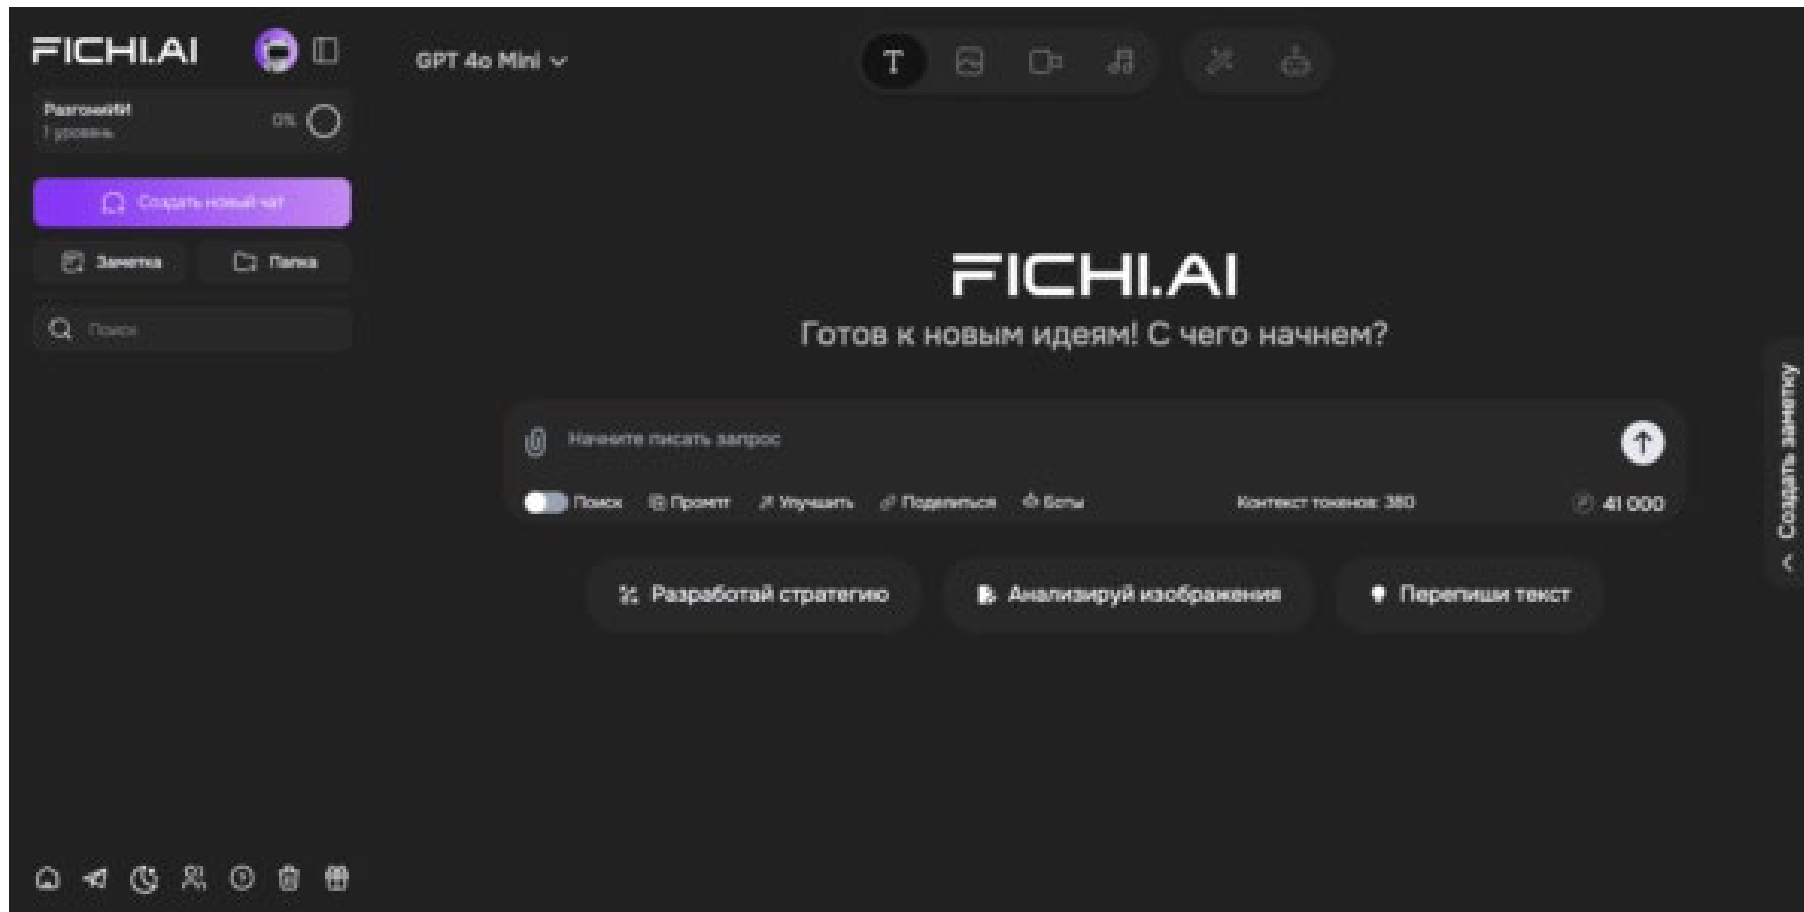 FICHI.AI
GPT 4o Mini
РазгониИИ
1 уровень
0%
Создать новый чат
Заметка
Папка
Поиск
FICHI.AI
Готов к новым идеям! С чего начнем?
Начните писать запрос
Поиск Промпт Улучшить Поделиться Боты Контекст токенов: 380 41 000
Разработай стратегию
Анализируй изображения
Перепиши текст
Создать заметку